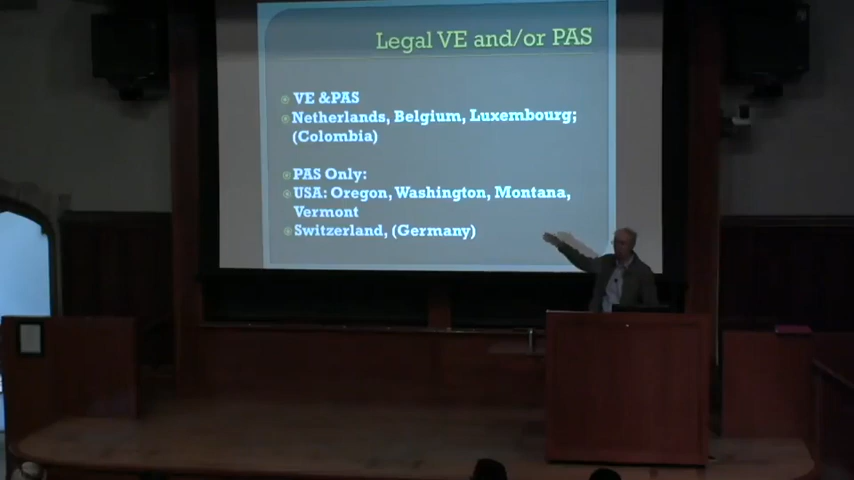 Legal VE and/or PAS
VE &PAS
Netherlands, Belgium, Luxembourg;
(Colombia)
PAS Only:
USA: Oregon, Washington, Montana,
Vermont
Switzerland, (Germany)